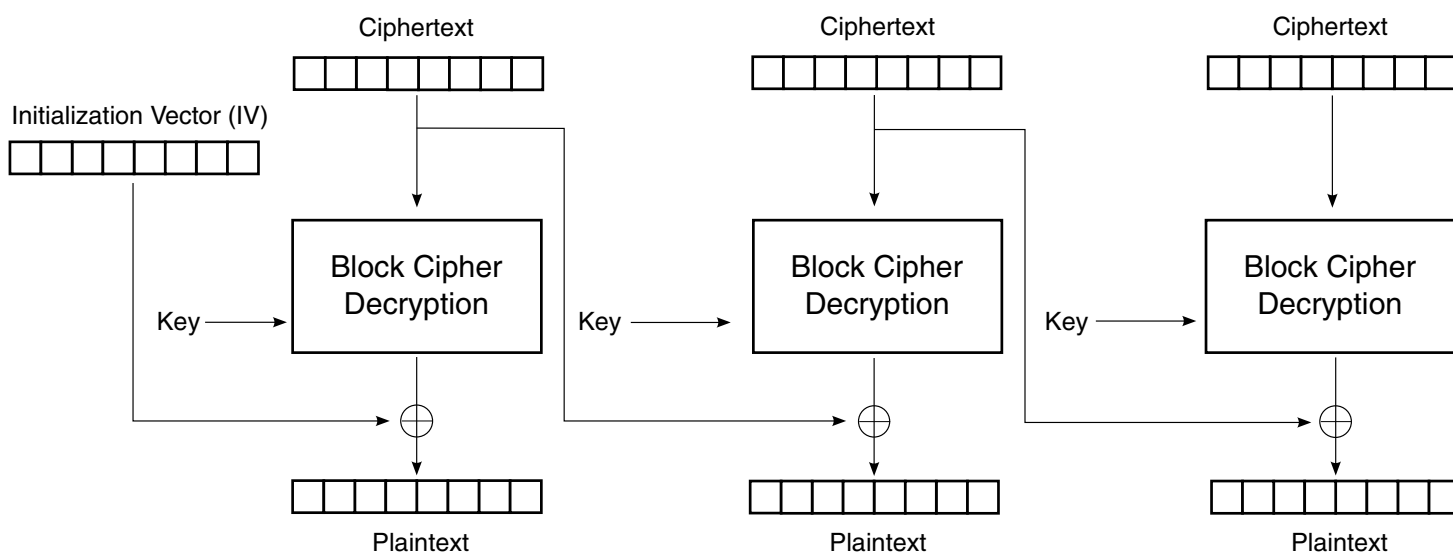 Ciphertext
Ciphertext
Ciphertext
Initialization Vector (IV)
Block Cipher
Decryption
Block Cipher
Decryption
Block Cipher
Decryption
Key
Key
Key
Plaintext
Plaintext
Plaintext